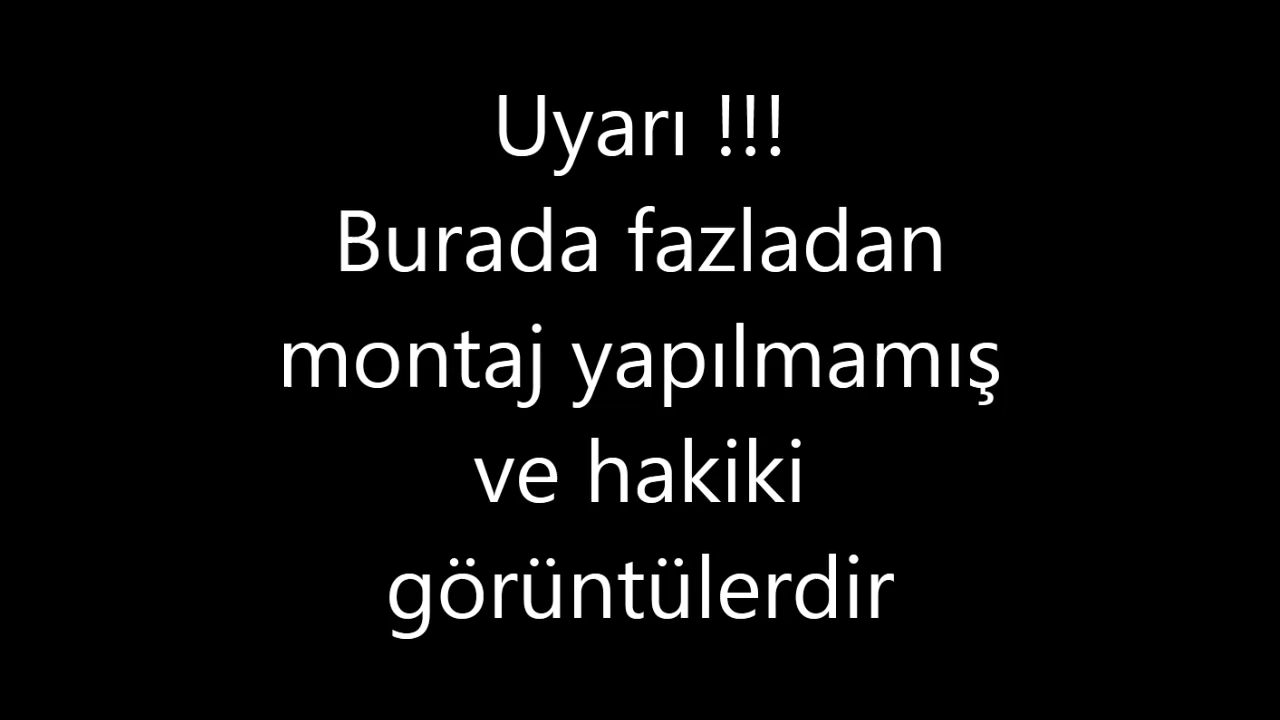 Uyarı !!!
Burada fazladan
montaj yapılmamış
ve hakiki
görüntülerdir